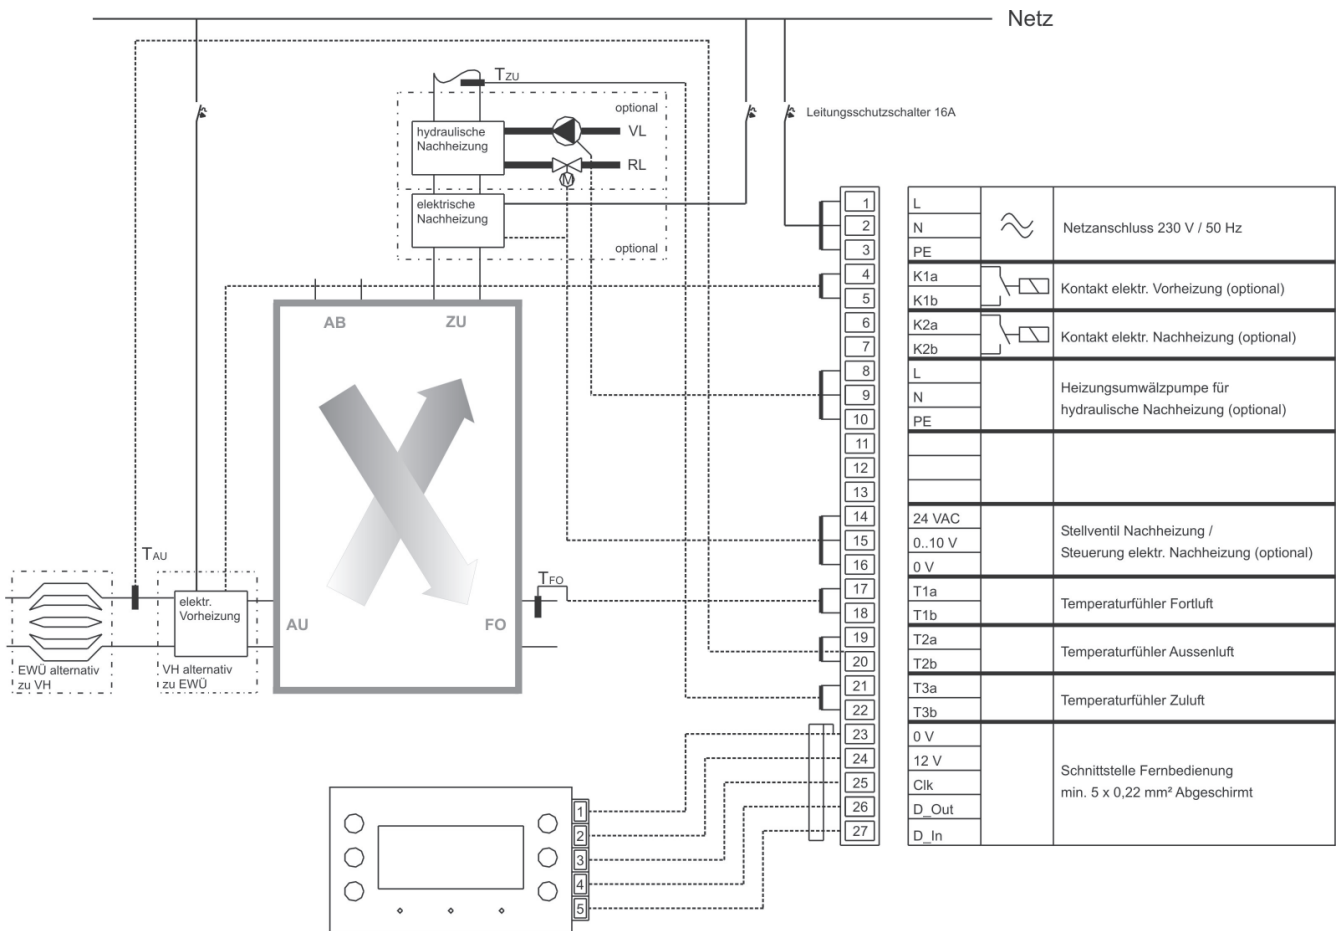 Netz
T ZU
optional
hydraulische
Nachheizung
VL
RL
M
elektrische
Nachheizung
optional
Leitungsschutzschalter 16A
AB
ZU
AU
FO
T AU
T FO
elektr.
Vorheizung
EWÜ alternativ
zu VH
VH alternativ
zu EWÜ
1
2
3
4
5
6
7
8
9
10
11
12
13
14
15
16
17
18
19
20
21
22
23
24
25
26
27
L
N
PE
Netzanschluss 230 V / 50 Hz
K1a
K1b
Kontakt elektr. Vorheizung (optional)
K2a
K2b
Kontakt elektr. Nachheizung (optional)
L
N
PE
Heizungsumwälzpumpe für
hydraulische Nachheizung (optional)
24 VAC
0..10 V
0 V
Stellventil Nachheizung /
Steuerung elektr. Nachheizung (optional)
T1a
T1b
Temperaturfühler Fortluft
T2a
T2b
Temperaturfühler Aussenluft
T3a
T3b
Temperaturfühler Zuluft
0 V
12 V
Clk
D_Out
D_In
Schnittstelle Fernbedienung
min. 5 x 0,22 mm² Abgeschirmt
1
2
3
4
5